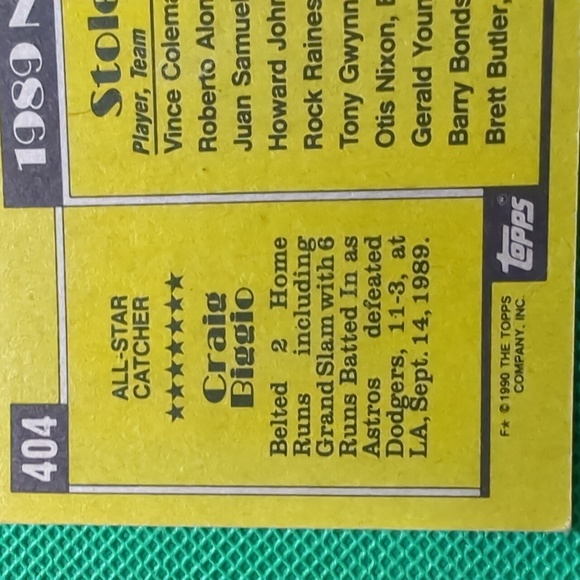 404
ALL-STAR
CATCHER
★★★★★★★
Craig
Biggio
Belted 2 Home
Runs including
Grand Slam with 6
Runs Batted In as
Astros defeated
Dodgers, 11-3, at
LA, Sept. 14, 1989.
F★ © 1990 THE TOPPS
COMPANY, INC.
topps®
1989 N
Stole
Player, Team
Vince Colema
Roberto Alon
Juan Samuel
Howard John
Rock Raines
Tony Gwynn
Otis Nixon, E
Gerald Youn
Barry Bonds
Brett Butler,